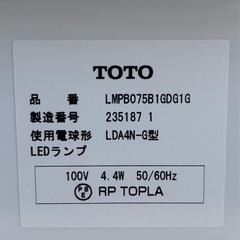 TOTO
品番 LMPB075B1GDG1G
製造番号 235187 1
使用電球形 LDA4N-G型
LEDランプ
100V 4.4W 50/60Hz
PSE RP TOPLA